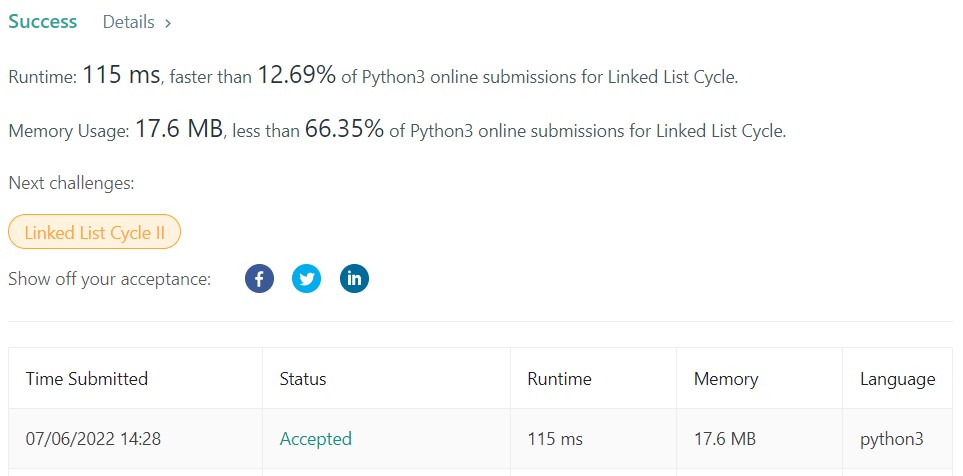 Success Details >
Runtime: 115 ms, faster than 12.69% of Python3 online submissions for Linked List Cycle.
Memory Usage: 17.6 MB, less than 66.35% of Python3 online submissions for Linked List Cycle.
Next challenges:
Linked List Cycle II
Show off your acceptance: f in
Time Submitted Status Runtime Memory Language
07/06/2022 14:28 Accepted 115 ms 17.6 MB python3